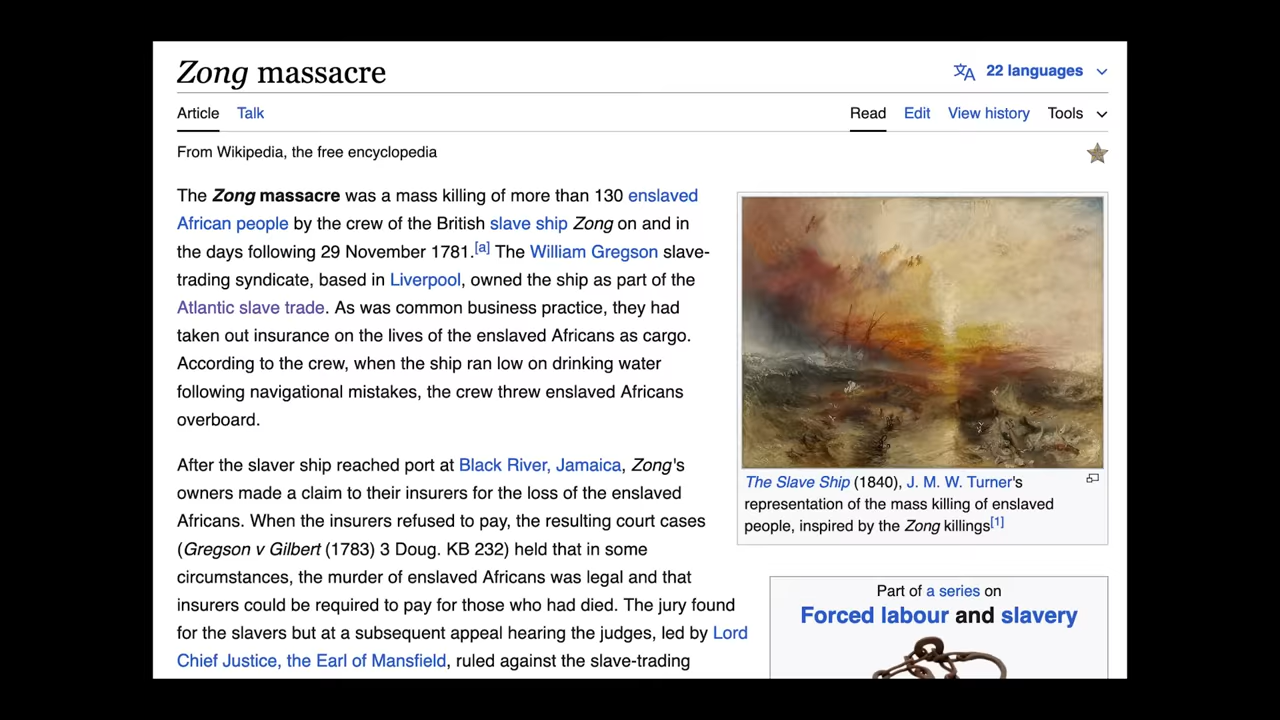 Zong massacre
22 languages
Article Talk
Read Edit View history Tools
From Wikipedia, the free encyclopedia
The Zong massacre was a mass killing of more than 130 enslaved
African people by the crew of the British slave ship Zong on and in
the days following 29 November 1781.[a] The William Gregson slave-
trading syndicate, based in Liverpool, owned the ship as part of the
Atlantic slave trade. As was common business practice, they had
taken out insurance on the lives of the enslaved Africans as cargo.
According to the crew, when the ship ran low on drinking water
following navigational mistakes, the crew threw enslaved Africans
overboard.
After the slaver ship reached port at Black River, Jamaica, Zong's
owners made a claim to their insurers for the loss of the enslaved
Africans. When the insurers refused to pay, the resulting court cases
(Gregson v Gilbert (1783) 3 Doug. KB 232) held that in some
circumstances, the murder of enslaved Africans was legal and that
insurers could be required to pay for those who had died. The jury found
for the slavers but at a subsequent appeal hearing the judges, led by Lord
Chief Justice, the Earl of Mansfield, ruled against the slave-trading
The Slave Ship (1840), J. M. W. Turner's
representation of the mass killing of enslaved
people, inspired by the Zong killings[1]
Part of a series on
Forced labour and slavery